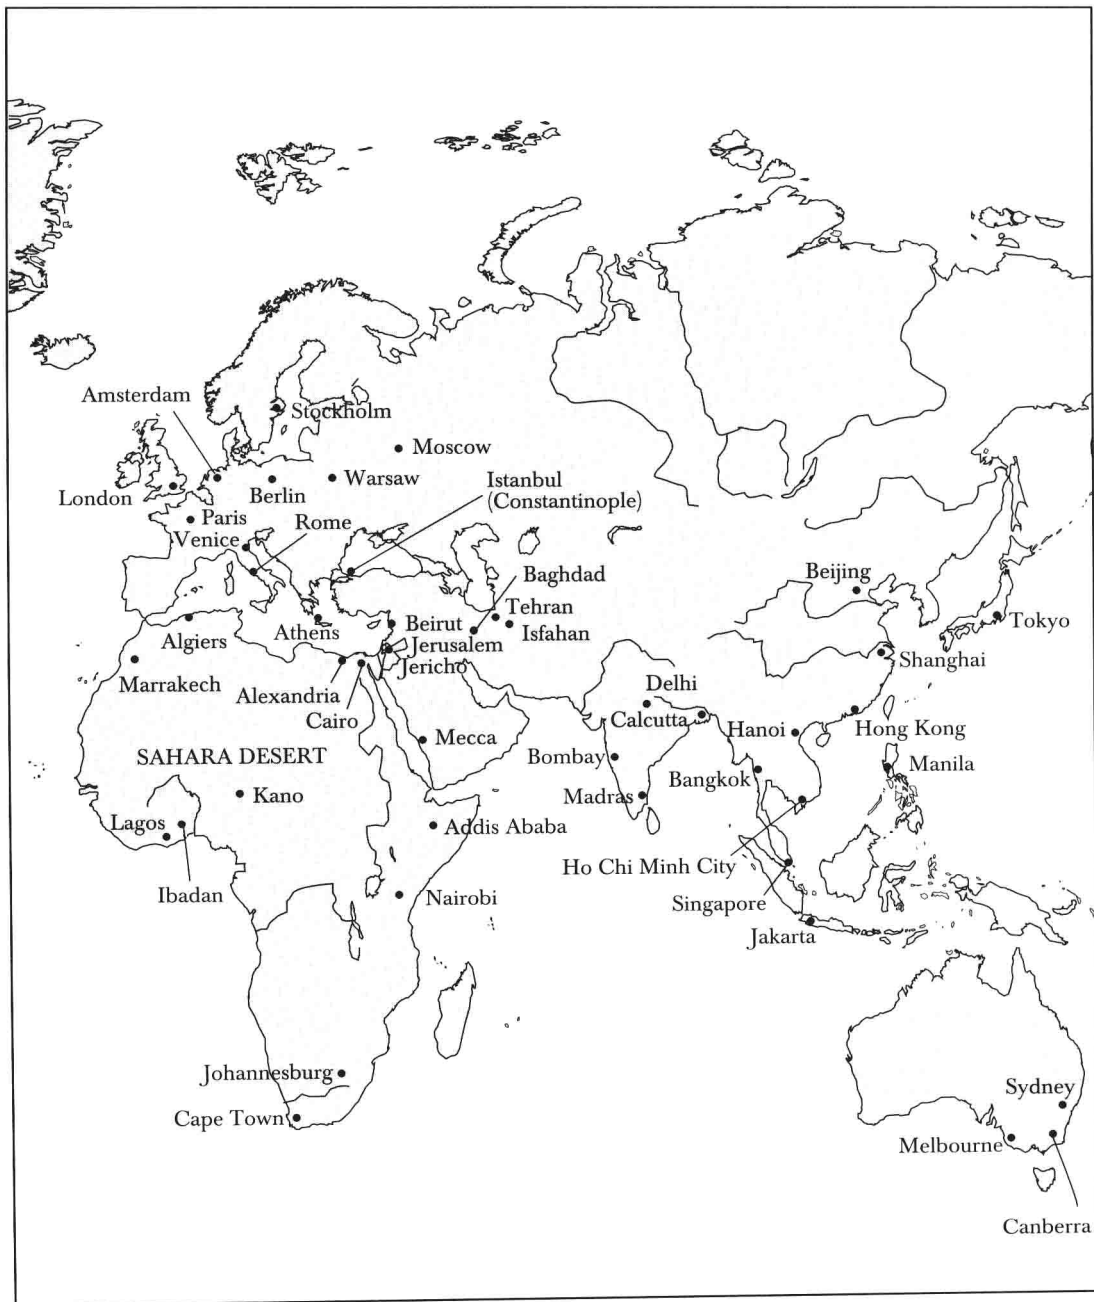 Amsterdam
Stockholm
Moscow
Istanbul
(Constantinople)
Warsaw
London
Berlin
Paris
Rome
Venice
Baghdad
Beijing
Tehran
Isfahan
Tokyo
Algiers
Athens
Beirut
Jerusalem
Jericho
Shanghai
Marrakech
Alexandria
Cairo
Delhi
Calcutta
Hanoi
Hong Kong
Mecca
SAHARA DESERT
Bombay
Bangkok
Manila
Kano
Madras
Lagos
Addis Ababa
Ho Chi Minh City
Ibadan
Nairobi
Singapore
Jakarta
Johannesburg
Sydney
Cape Town
Melbourne
Canberra